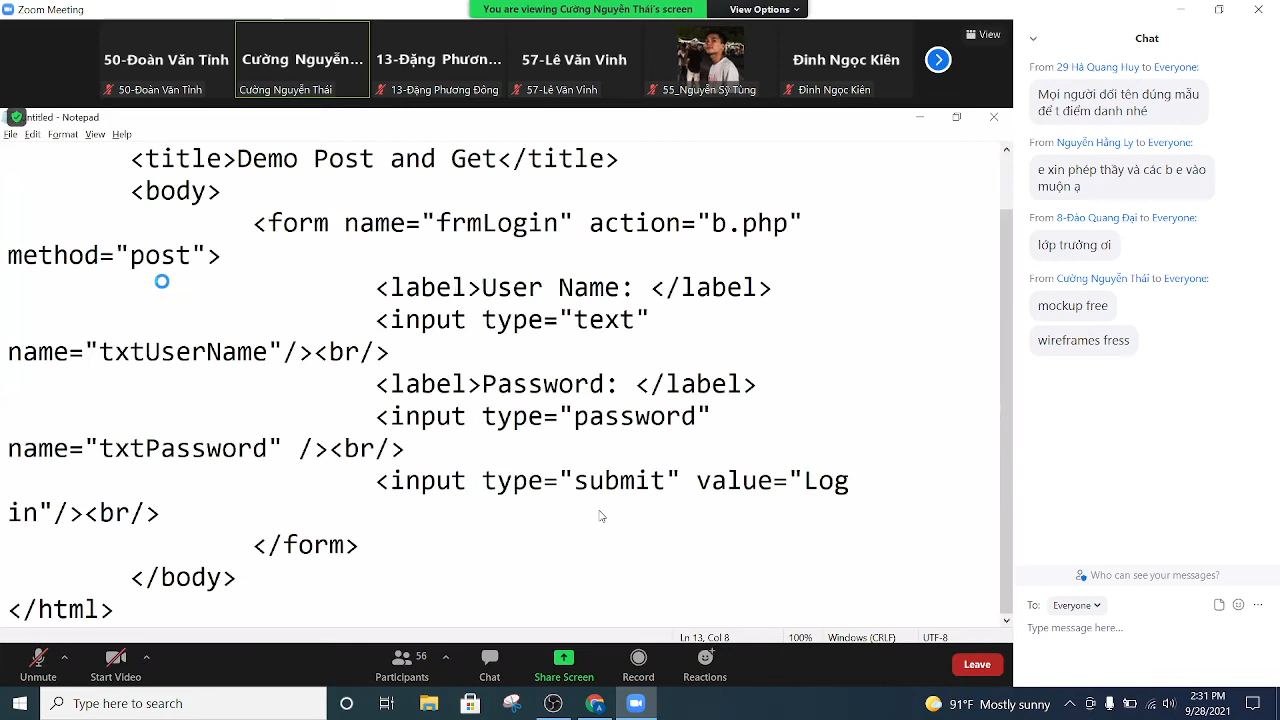 Zoom Meeting
You are viewing Cường Nguyễn Thái's screen
View Options
50-Đoàn Văn Tính
Cường Nguyễn...
13-Đặng Phươn...
57-Lê Văn Vinh
Đinh Ngọc Kiên
View
50-Đoàn Văn Tính
Cường Nguyễn Thái
13-Đặng Phương Đông
57-Lê Văn Vinh
55_Nguyễn Sỹ Tùng
Đinh Ngọc Kiên
ntitled - Notepad
File Edit Format View Help
<title>Demo Post and Get</title>
<body>
<form name="frmLogin" action="b.php"
method="post">
<label>User Name: </label>
<input type="text"
name="txtUserName"/><br/>
<label>Password: </label>
<input type="password"
name="txtPassword" /><br/>
<input type="submit" value="Log
in"/><br/>
</form>
</body>
</html>
Ln 13, Col 8
100%
Windows (CRLF)
UTF-8
Chat
From 29 Hà Quang Huy to Everyone:
Mọi người đổi tên đúng mẫu
để t điểm danh nhé
From Nguyễn Hằng Ly to Everyone:
e xin phép thầy và các b e vào
muộn ạ
From 8-Đào Quang Đại to Everyone:
lớp trưởng ơi
From Cường Nguyễn Thái to Everyone:
mockup free
wireframes fress
Who can see your messages?
To: Everyone
Type message here...
Unmute
Start Video
56
Participants
Chat
Share Screen
Record
Reactions
Leave
Type here to search
91°F Mostly sunny
2:31 PM
9/28/2021